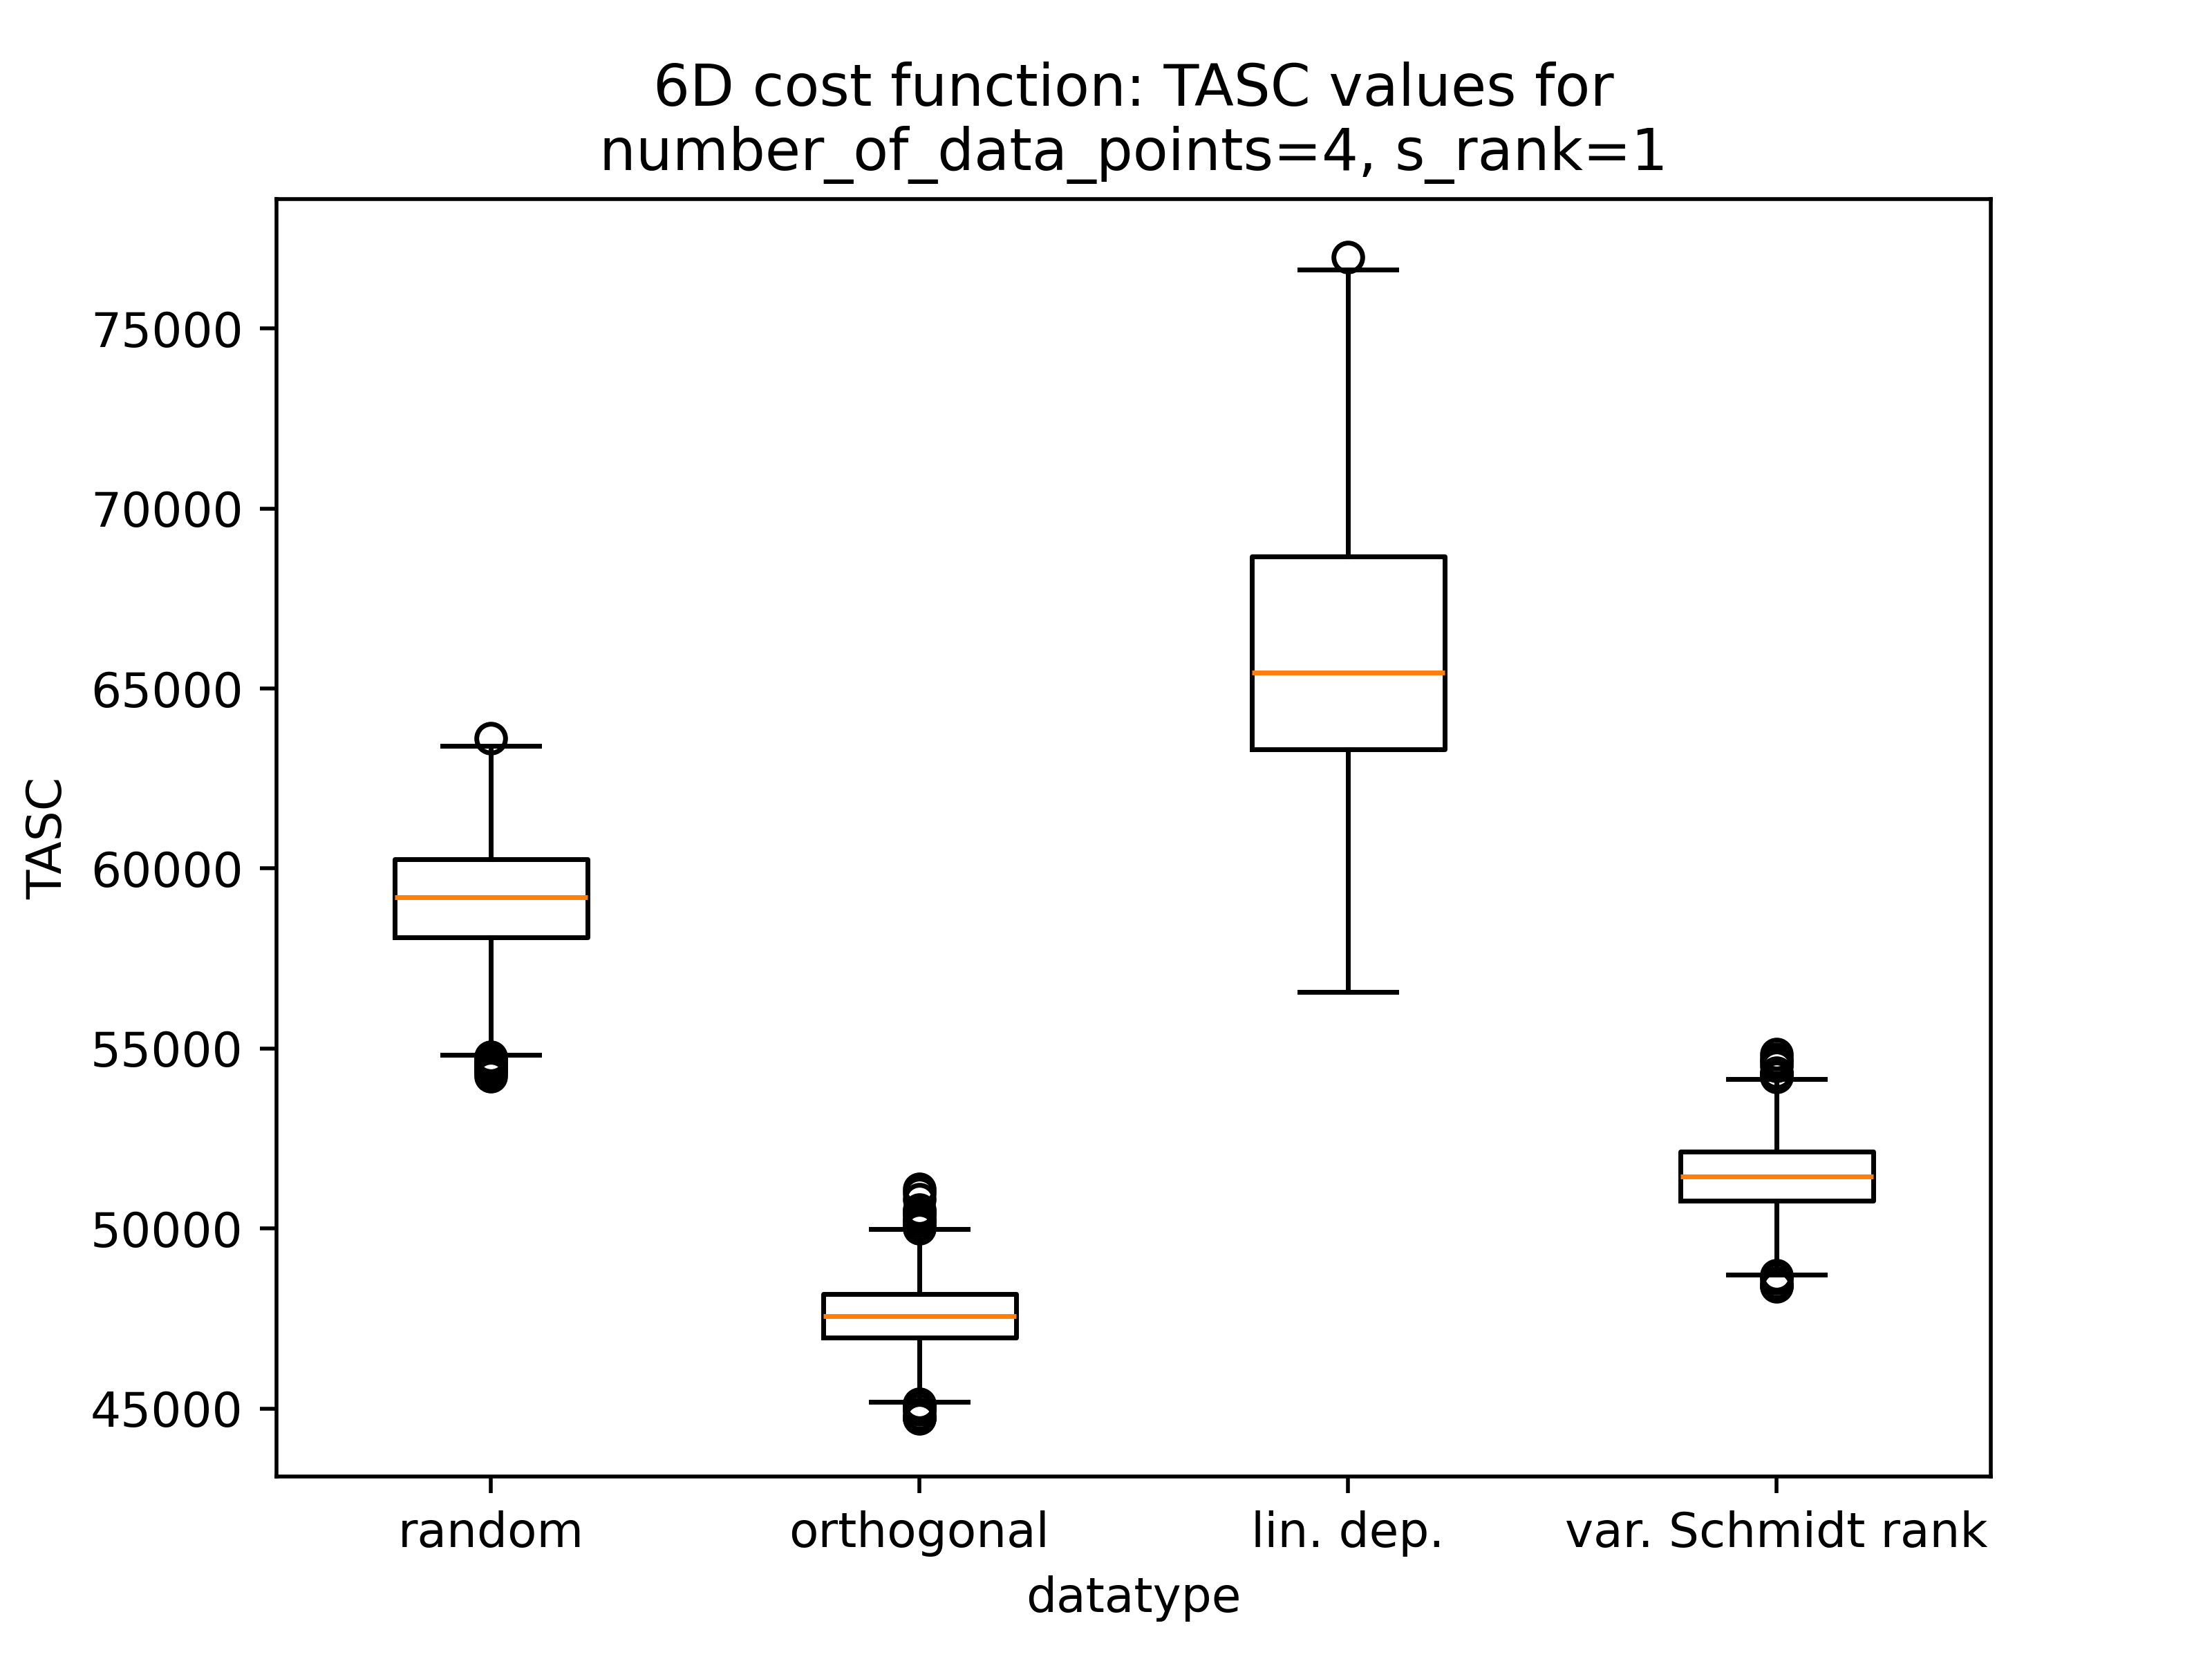 6D cost function: TASC values for
number_of_data_points=4, s_rank=1
TASC
75000
70000
65000
60000
55000
50000
45000
random
orthogonal
lin. dep.
var. Schmidt rank
datatype